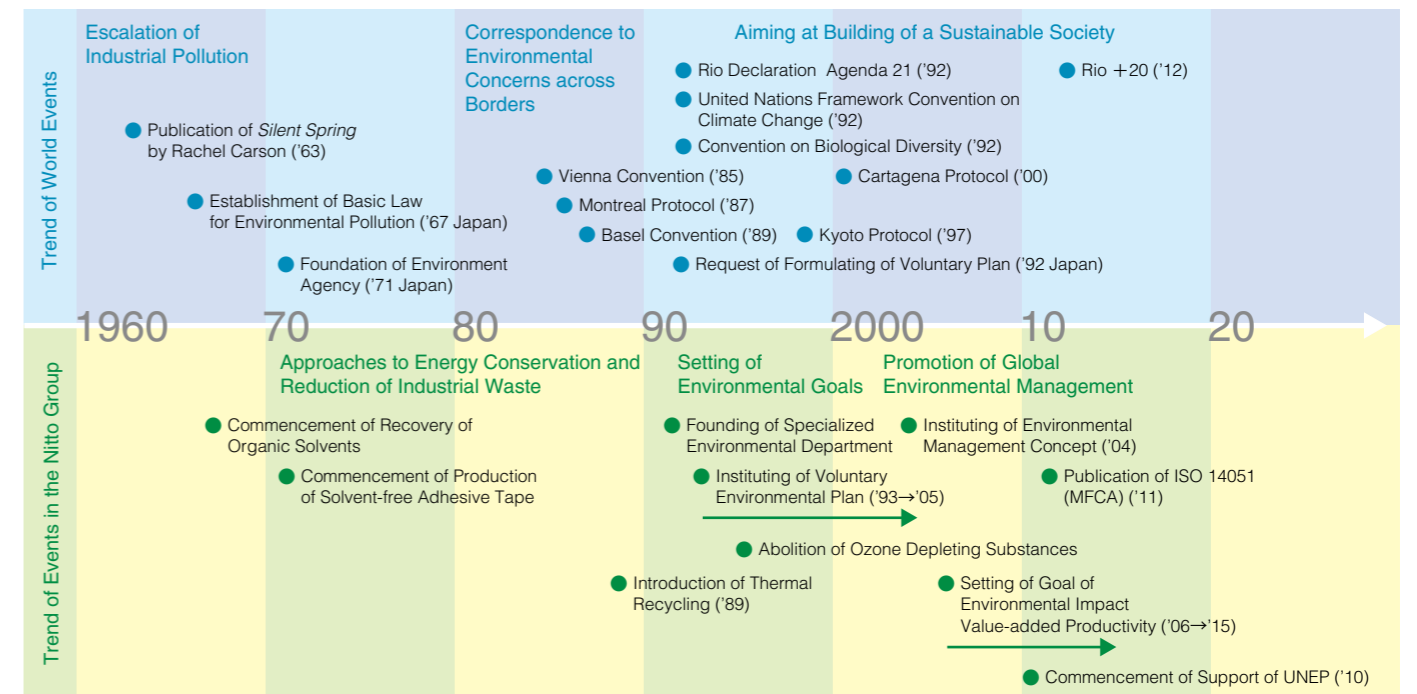 Trend of World Events
Escalation of
Industrial Pollution
Publication of Silent Spring
by Rachel Carson ('63)
Establishment of Basic Law
for Environmental Pollution ('67 Japan)
Foundation of Environment
Agency ('71 Japan)
Correspondence to
Environmental
Concerns across
Borders
Vienna Convention ('85)
Montreal Protocol ('87)
Basel Convention ('89)
Aiming at Building of a Sustainable Society
Rio Declaration Agenda 21 ('92)
United Nations Framework Convention on
Climate Change ('92)
Convention on Biological Diversity ('92)
Cartagena Protocol ('00)
Kyoto Protocol ('97)
Request of Formulating of Voluntary Plan ('92 Japan)
Rio +20 ('12)
1960 70 80 90 2000 10 20
Trend of Events in the Nitto Group
Approaches to Energy Conservation and
Reduction of Industrial Waste
Commencement of Recovery of
Organic Solvents
Commencement of Production
of Solvent-free Adhesive Tape
Introduction of Thermal
Recycling ('89)
Setting of
Environmental Goals
Founding of Specialized
Environmental Department
Instituting of Voluntary
Environmental Plan ('93→'05)
Abolition of Ozone Depleting Substances
Promotion of Global
Environmental Management
Instituting of Environmental
Management Concept ('04)
Publication of ISO 14051
(MFCA) ('11)
Setting of Goal of
Environmental Impact
Value-added Productivity ('06→'15)
Commencement of Support of UNEP ('10)